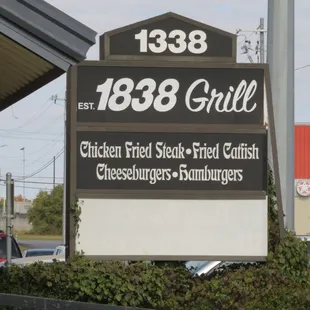 1338
EST. 1838 Grill
Chicken Fried Steak • Fried Catfish
Cheeseburgers • Hamburgers